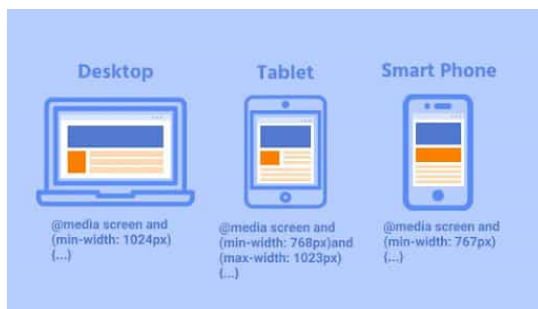 Desktop
Tablet
Smart Phone
@media screen and
(min-width: 1024px)
{...}
@media screen and
(min-width: 768px)and
(max-width: 1023px)
{...}
@media screen and
(min-width: 767px)
{...}